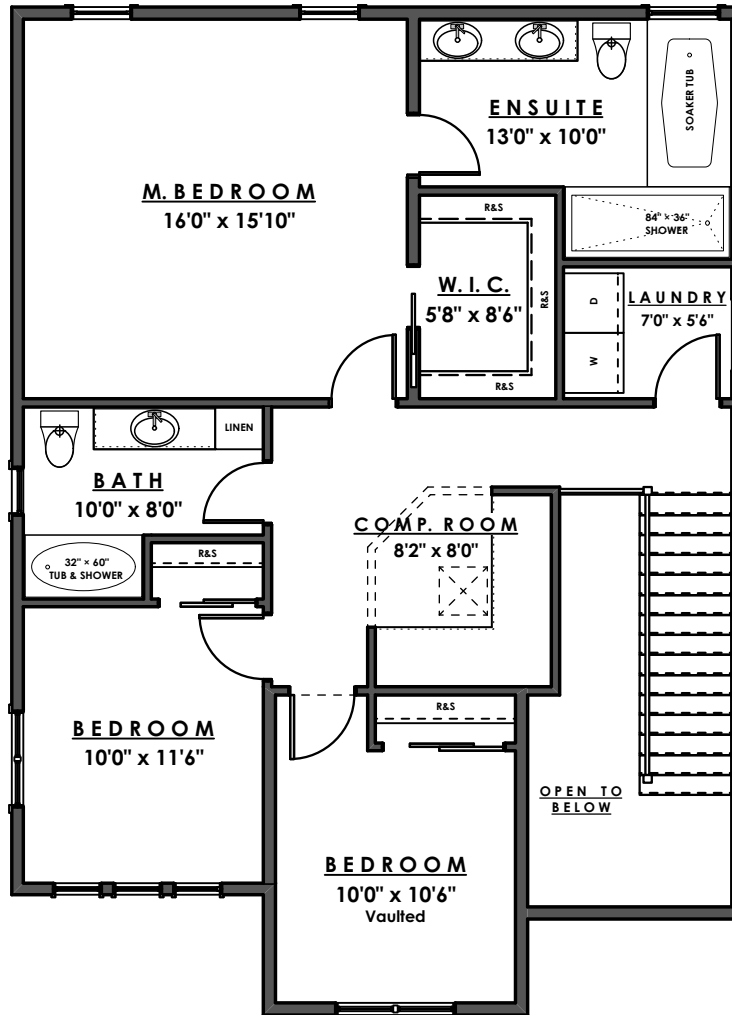 ENSUITE
13'0" x 10'0"
SOAKER TUB
M. BEDROOM
16'0" x 15'10"
R&S
84" × 36"
SHOWER
W. I. C.
5'8" x 8'6"
R&S
R&S
D
W
LAUNDRY
7'0" x 5'6"
LINEN
BATH
10'0" x 8'0"
32" × 60"
TUB & SHOWER
R&S
COMP. ROOM
8'2" x 8'0"
BEDROOM
10'0" x 11'6"
R&S
OPEN TO
BELOW
BEDROOM
10'0" x 10'6"
Vaulted